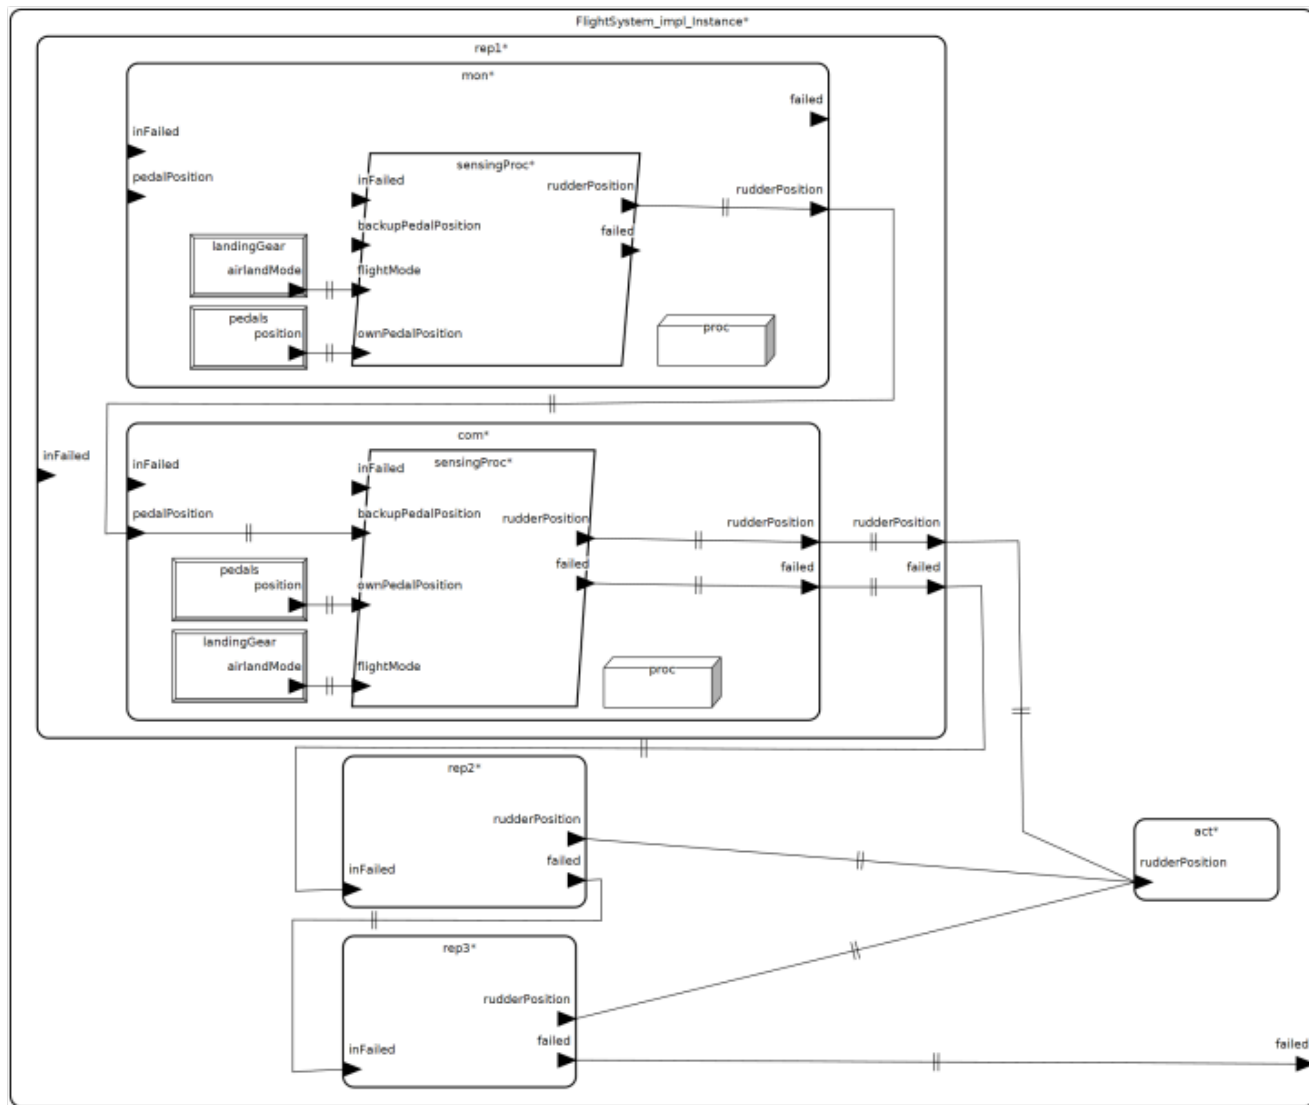 FlightSystem_impl_Instance*
rep1*
mon*
failed
inFailed
pedalPosition
sensingProc*
inFailed
rudderPosition
rudderPosition
backupPedalPosition
failed
landingGear
airlandMode
flightMode
pedals
position
ownPedalPosition
proc
com*
inFailed
inFailed
sensingProc*
inFailed
pedalPosition
backupPedalPosition
rudderPosition
rudderPosition
rudderPosition
failed
failed
failed
pedals
position
ownPedalPosition
landingGear
airlandMode
flightMode
proc
rep2*
rudderPosition
failed
inFailed
act*
rudderPosition
rep3*
rudderPosition
failed
inFailed
failed